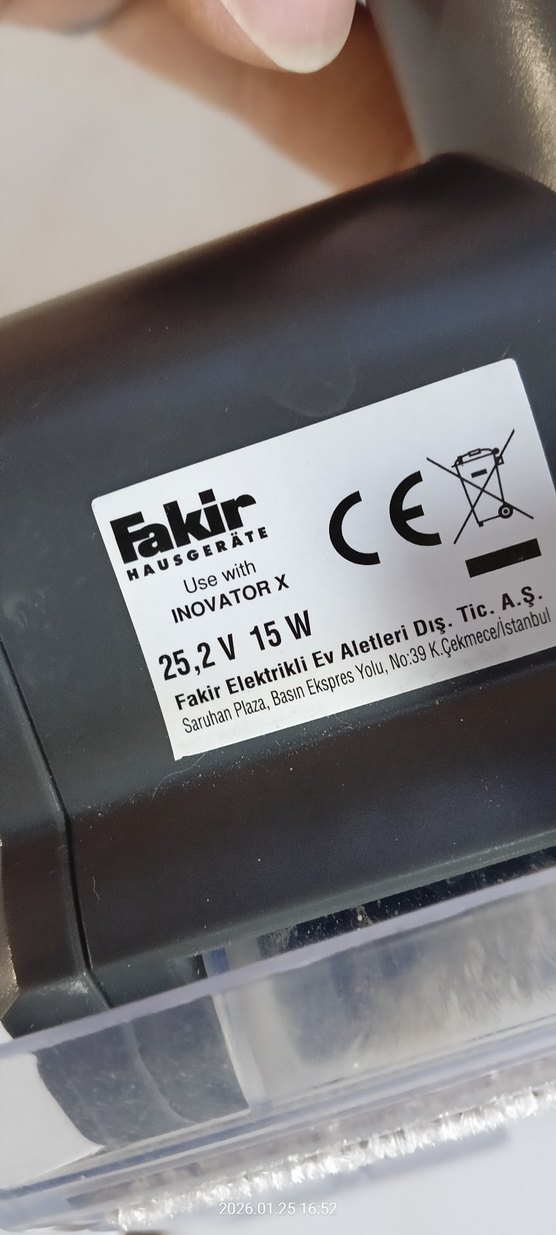 Fakir
HAUSGERÄTE
CE
Use with
INOVATOR X
25,2 V 15 W
Fakir Elektrikli Ev Aletleri Dış. Tic. A.Ş.
Saruhan Plaza, Basın Ekspres Yolu, No:39 K.Çekmece/İstanbul
2026.01.25 16:52